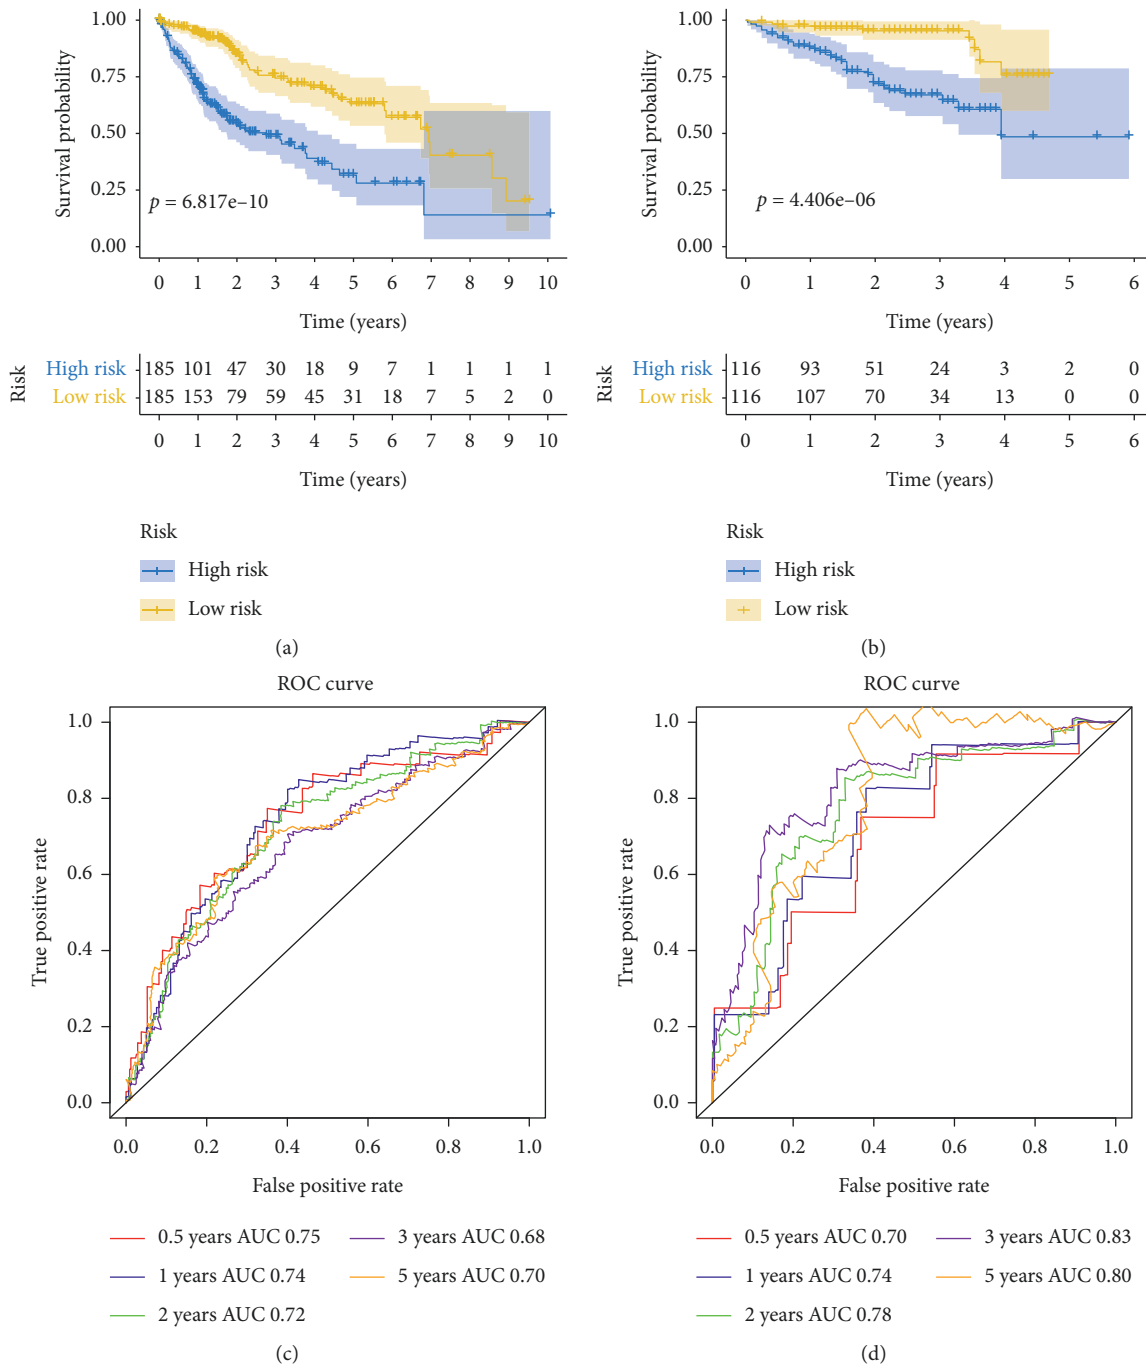 1.00
0.75
0.50
0.25
0.00
Survival probability
p = 6.817e–10
0 1 2 3 4 5 6 7 8 9 10
Time (years)
Risk
High risk 185 101 47 30 18 9 7 1 1 1 1
Low risk 185 153 79 59 45 31 18 7 5 2 0
0 1 2 3 4 5 6 7 8 9 10
Time (years)
Risk
High risk
Low risk
(a)
1.00
0.75
0.50
0.25
0.00
Survival probability
p = 4.406e–06
0 1 2 3 4 5 6
Time (years)
Risk
High risk 116 93 51 24 3 2 0
Low risk 116 107 70 34 13 0 0
0 1 2 3 4 5 6
Time (years)
Risk
High risk
Low risk
(b)
ROC curve
1.0
0.8
0.6
0.4
0.2
0.0
True positive rate
0.0 0.2 0.4 0.6 0.8 1.0
False positive rate
0.5 years AUC 0.75
1 years AUC 0.74
2 years AUC 0.72
3 years AUC 0.68
5 years AUC 0.70
(c)
ROC curve
1.0
0.8
0.6
0.4
0.2
0.0
True positive rate
0.0 0.2 0.4 0.6 0.8 1.0
False positive rate
0.5 years AUC 0.70
1 years AUC 0.74
2 years AUC 0.78
3 years AUC 0.83
5 years AUC 0.80
(d)